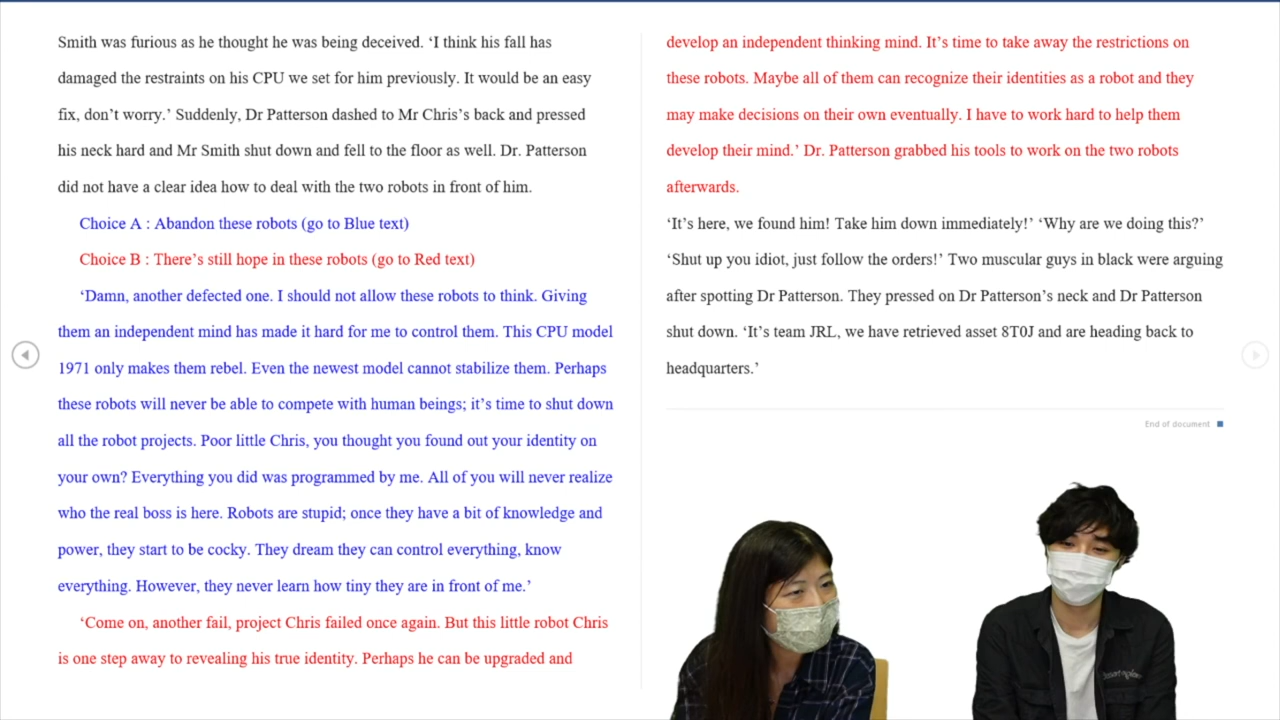 Smith was furious as he thought he was being deceived. ‘I think his fall has
damaged the restraints on his CPU we set for him previously. It would be an easy
fix, don’t worry.’ Suddenly, Dr Patterson dashed to Mr Chris’s back and pressed
his neck hard and Mr Smith shut down and fell to the floor as well. Dr. Patterson
did not have a clear idea how to deal with the two robots in front of him.
Choice A : Abandon these robots (go to Blue text)
Choice B : There’s still hope in these robots (go to Red text)
‘Damn, another defected one. I should not allow these robots to think. Giving
them an independent mind has made it hard for me to control them. This CPU model
1971 only makes them rebel. Even the newest model cannot stabilize them. Perhaps
these robots will never be able to compete with human beings; it’s time to shut down
all the robot projects. Poor little Chris, you thought you found out your identity on
your own? Everything you did was programmed by me. All of you will never realize
who the real boss is here. Robots are stupid; once they have a bit of knowledge and
power, they start to be cocky. They dream they can control everything, know
everything. However, they never learn how tiny they are in front of me.’
‘Come on, another fail, project Chris failed once again. But this little robot Chris
is one step away to revealing his true identity. Perhaps he can be upgraded and
develop an independent thinking mind. It’s time to take away the restrictions on
these robots. Maybe all of them can recognize their identities as a robot and they
may make decisions on their own eventually. I have to work hard to help them
develop their mind.’ Dr. Patterson grabbed his tools to work on the two robots
afterwards.
‘It’s here, we found him! Take him down immediately!’ ‘Why are we doing this?’
‘Shut up you idiot, just follow the orders!’ Two muscular guys in black were arguing
after spotting Dr Patterson. They pressed on Dr Patterson’s neck and Dr Patterson
shut down. ‘It’s team JRL, we have retrieved asset 8T0J and are heading back to
headquarters.’
End of document